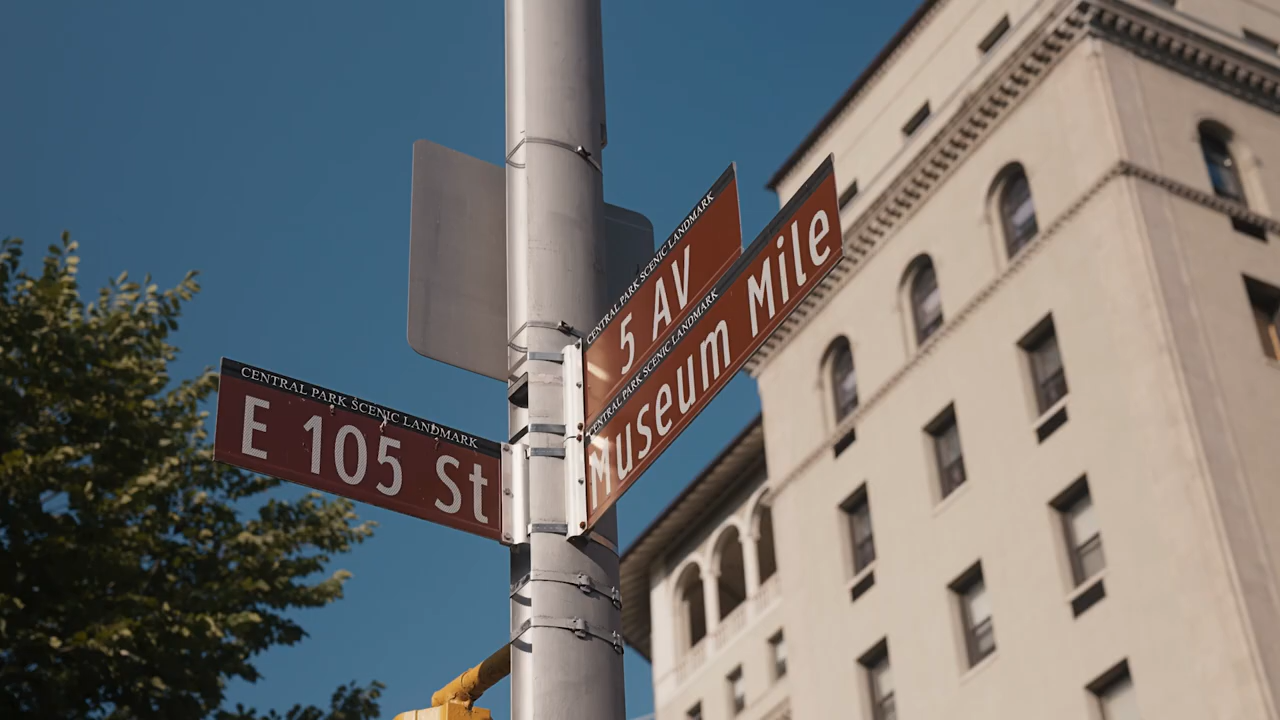 CENTRAL PARK SCENIC LANDMARK
E 105 St
CENTRAL PARK SCENIC LANDMARK
5 AV
CENTRAL PARK SCENIC LANDMARK
Museum Mile